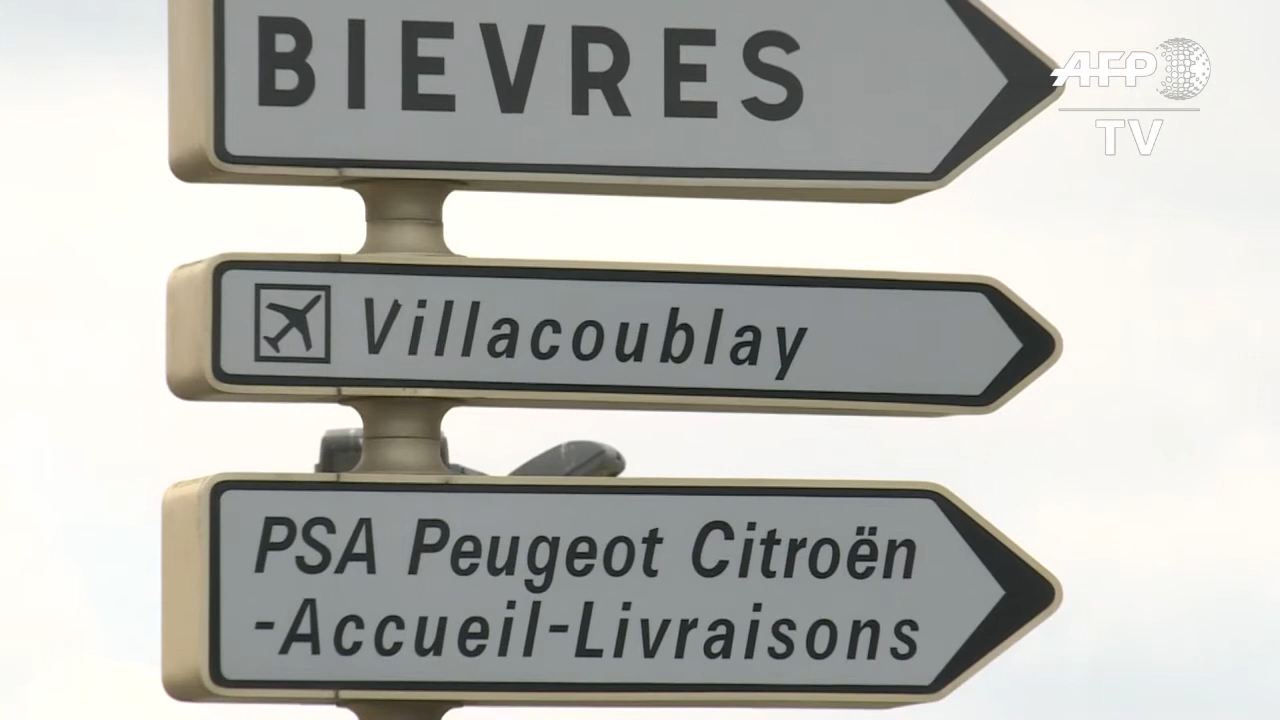 BIEVRES
AFP
TV
Villacoublay
PSA Peugeot Citroën
-Accueil-Livraisons